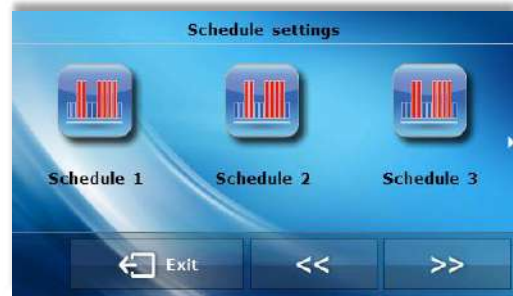 Schedule settings
Schedule 1 Schedule 2 Schedule 3
Exit << >>